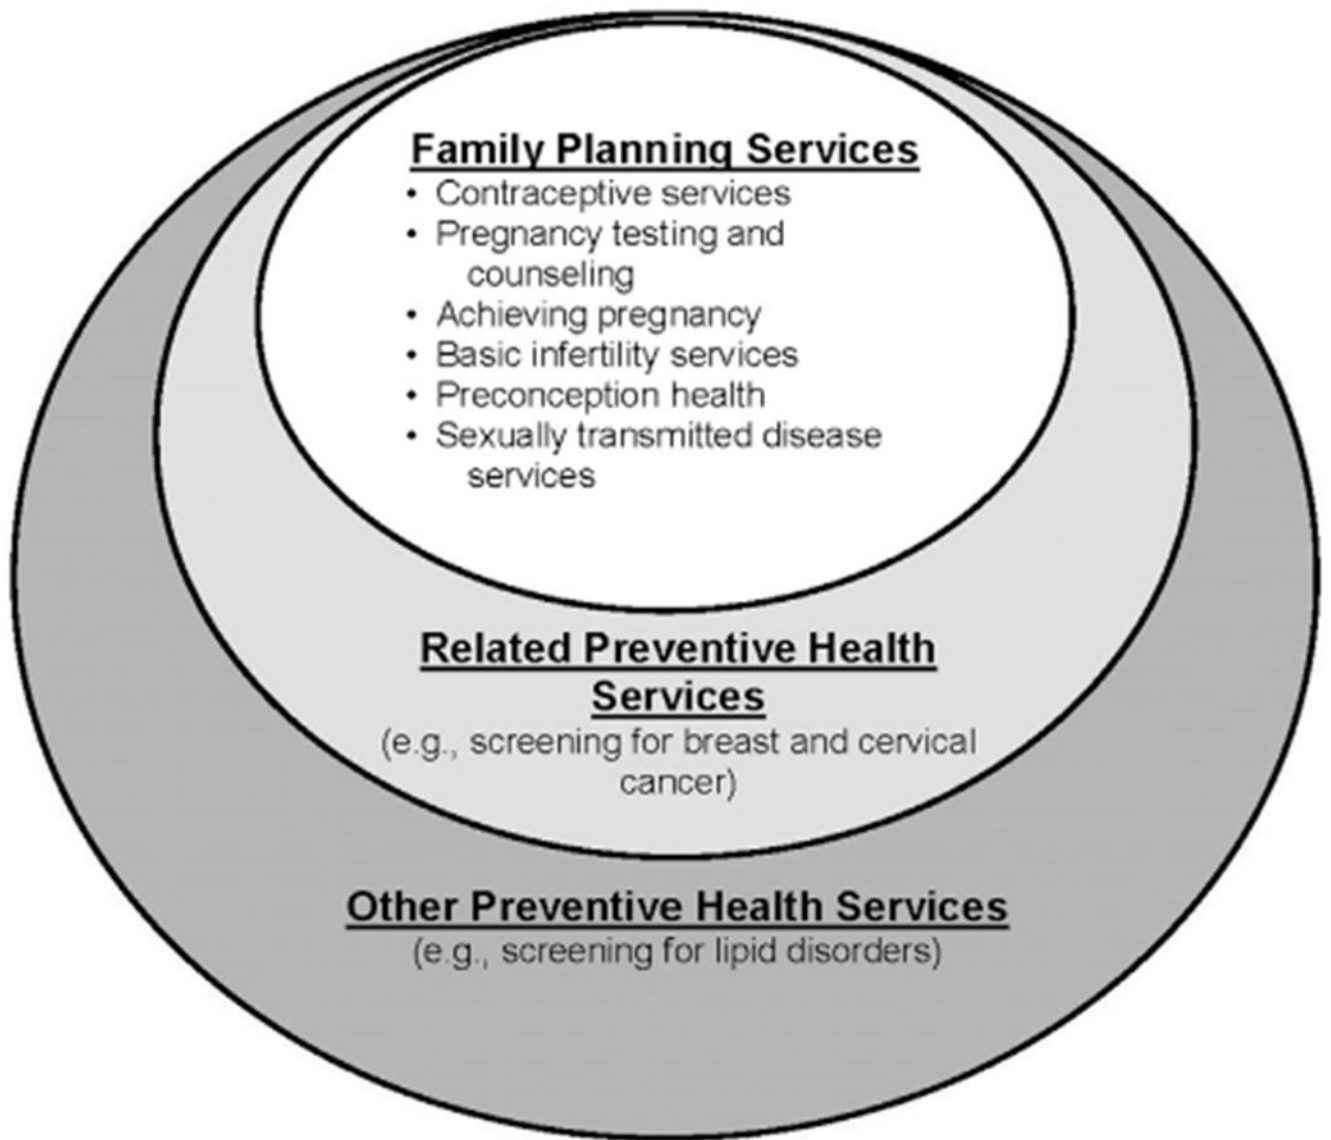 Family Planning Services
• Contraceptive services
• Pregnancy testing and
counseling
• Achieving pregnancy
• Basic infertility services
• Preconception health
• Sexually transmitted disease
services
Related Preventive Health
Services
(e.g., screening for breast and cervical
cancer)
Other Preventive Health Services
(e.g., screening for lipid disorders)